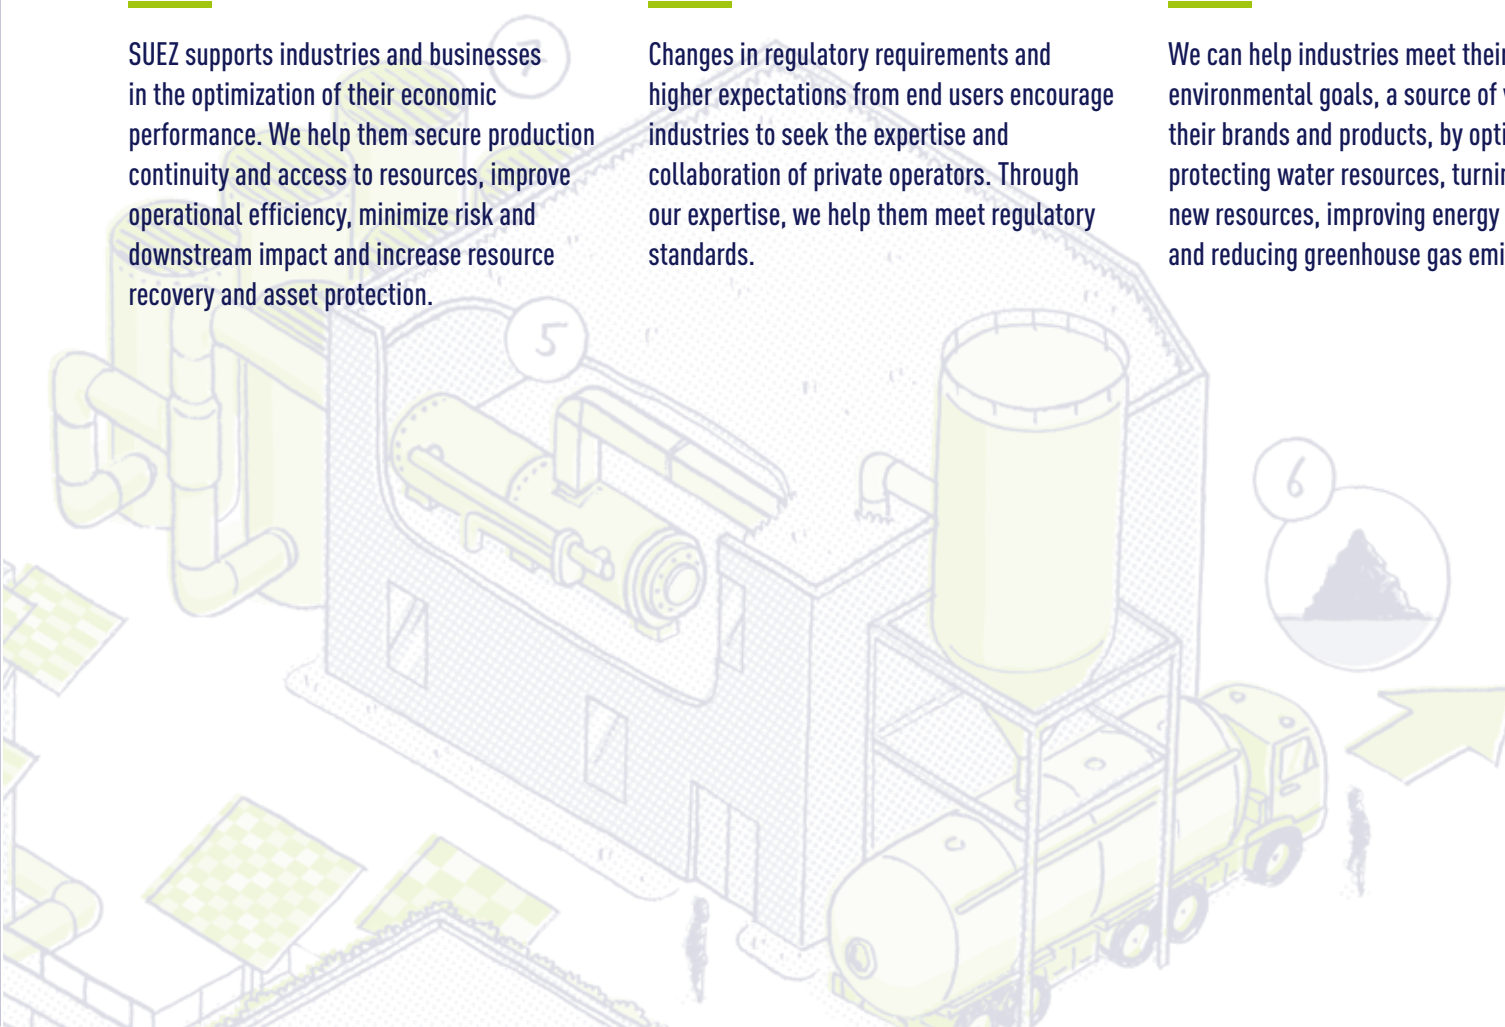 SUEZ supports industries and businesses
in the optimization of their economic
performance. We help them secure production
continuity and access to resources, improve
operational efficiency, minimize risk and
downstream impact and increase resource
recovery and asset protection.
Changes in regulatory requirements and
higher expectations from end users encourage
industries to seek the expertise and
collaboration of private operators. Through
our expertise, we help them meet regulatory
standards.
We can help industries meet their
environmental goals, a source of
their brands and products, by
protecting water resources,
new resources, improving energy
and reducing greenhouse gas
7
5
6